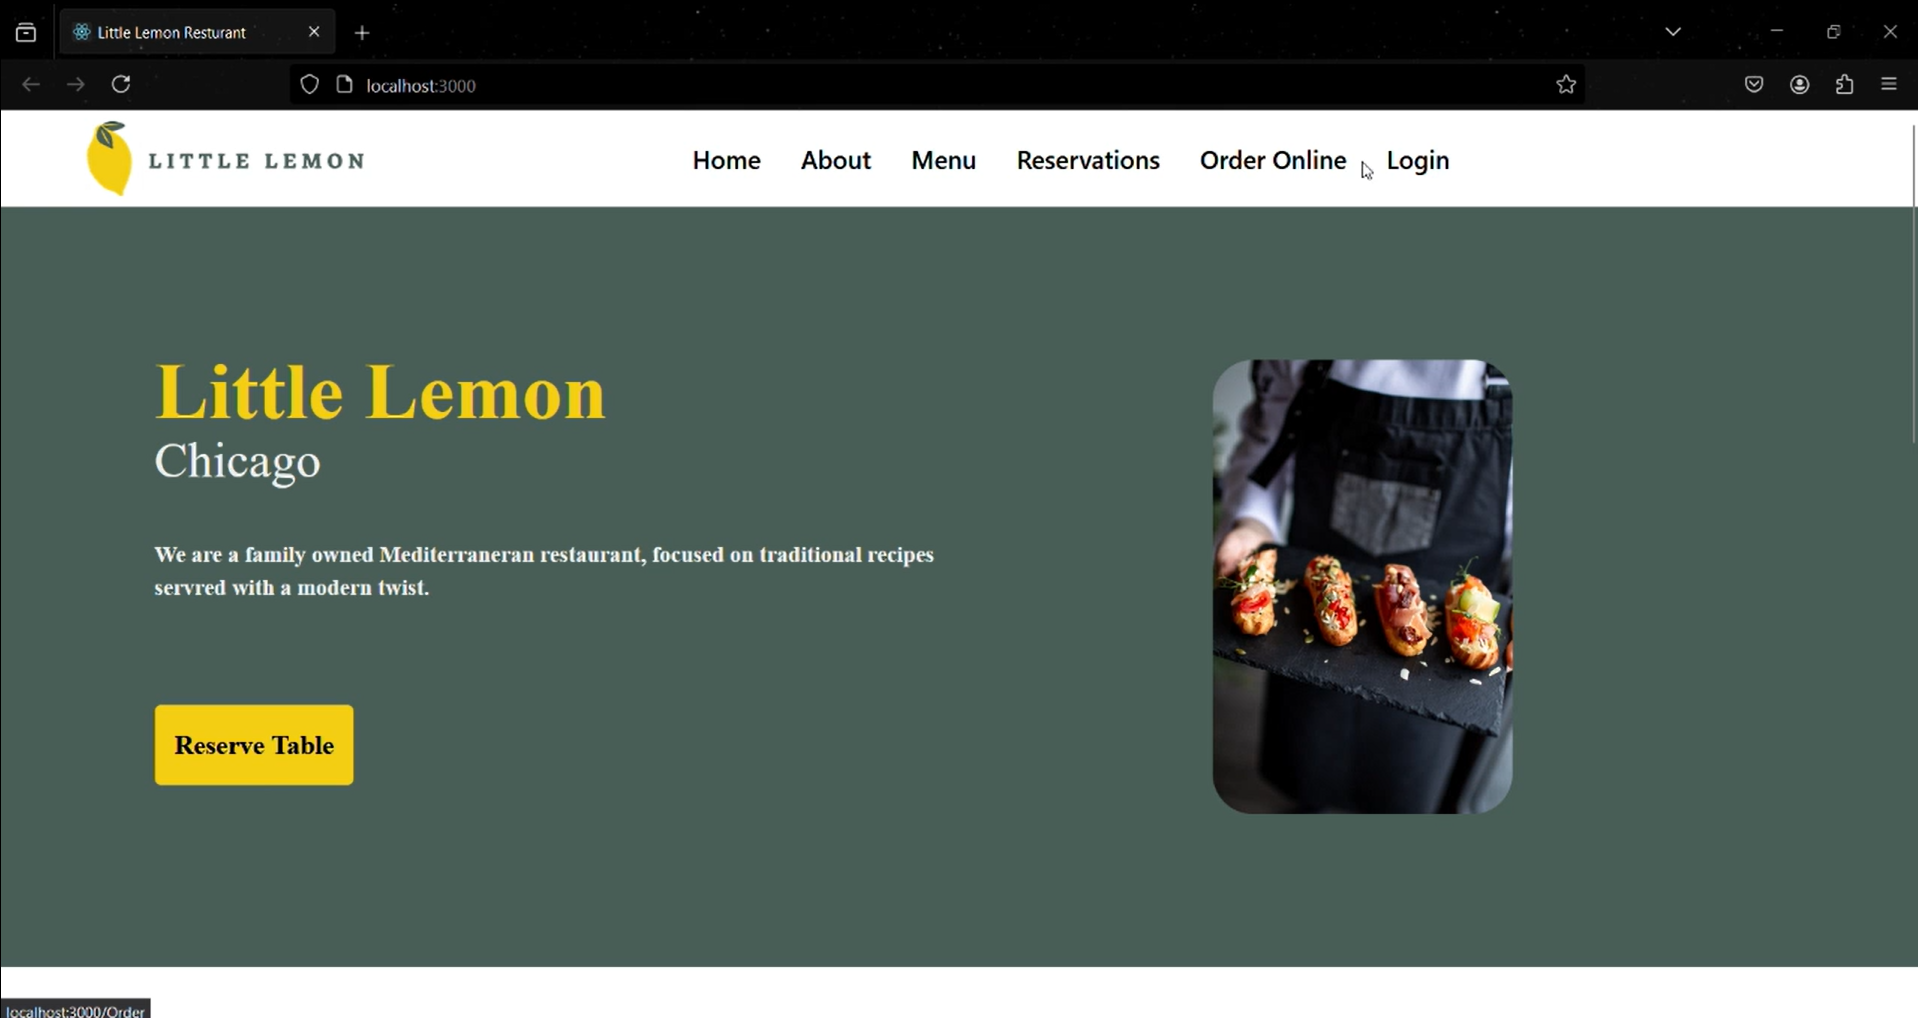 Little Lemon Resturant
localhost:3000
LITTLE LEMON
Home About Menu Reservations Order Online Login
Little Lemon
Chicago
We are a family owned Mediterraneran restaurant, focused on traditional recipes
servred with a modern twist.
Reserve Table
localhost:3000/Order